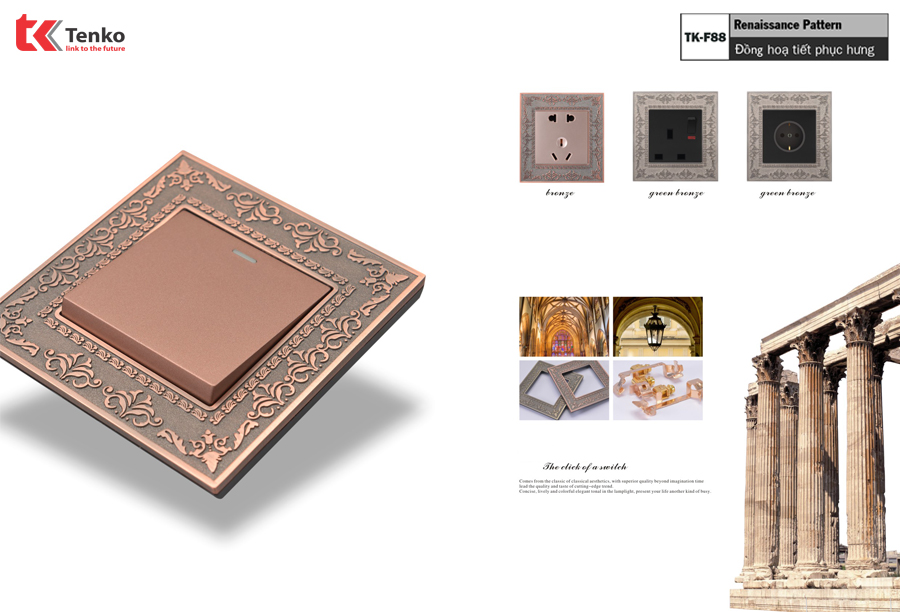 Tenko
link to the future
TK-F88
Renaissance Pattern
Đồng hoạ tiết phục hưng
bronze
green bronze
green bronze
The click of a switch
Comes from the classic of classical aesthetics, with superior quality beyond imagination time
lead the quality and taste of cutting-edge trend.
Concise, lively and colorful elegant tonal in the lamplight, present your life another kind of busy.